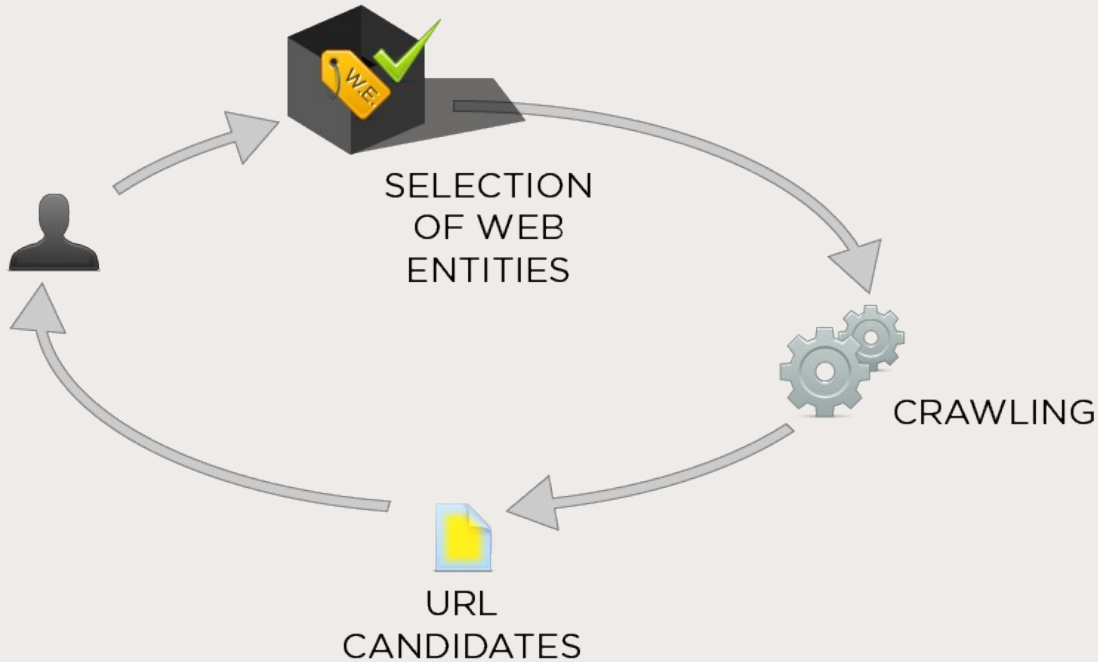 W.E.
SELECTION
OF WEB
ENTITIES
CRAWLING
URL
CANDIDATES